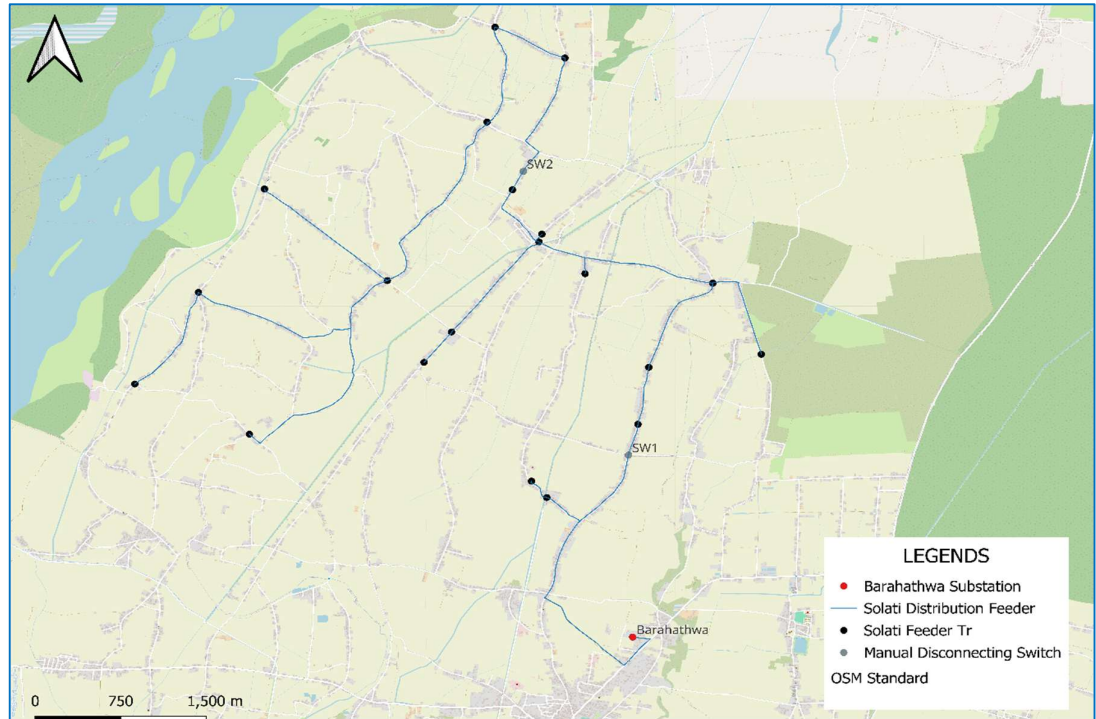 SW2
SW1
Barahathwa
LEGENDS
Barahathwa Substation
Solati Distribution Feeder
Solati Feeder Tr
Manual Disconnecting Switch
OSM Standard
0 750 1,500 m